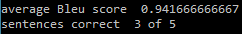 average Bleu score  0.941666666667
sentences correct  3 of 5